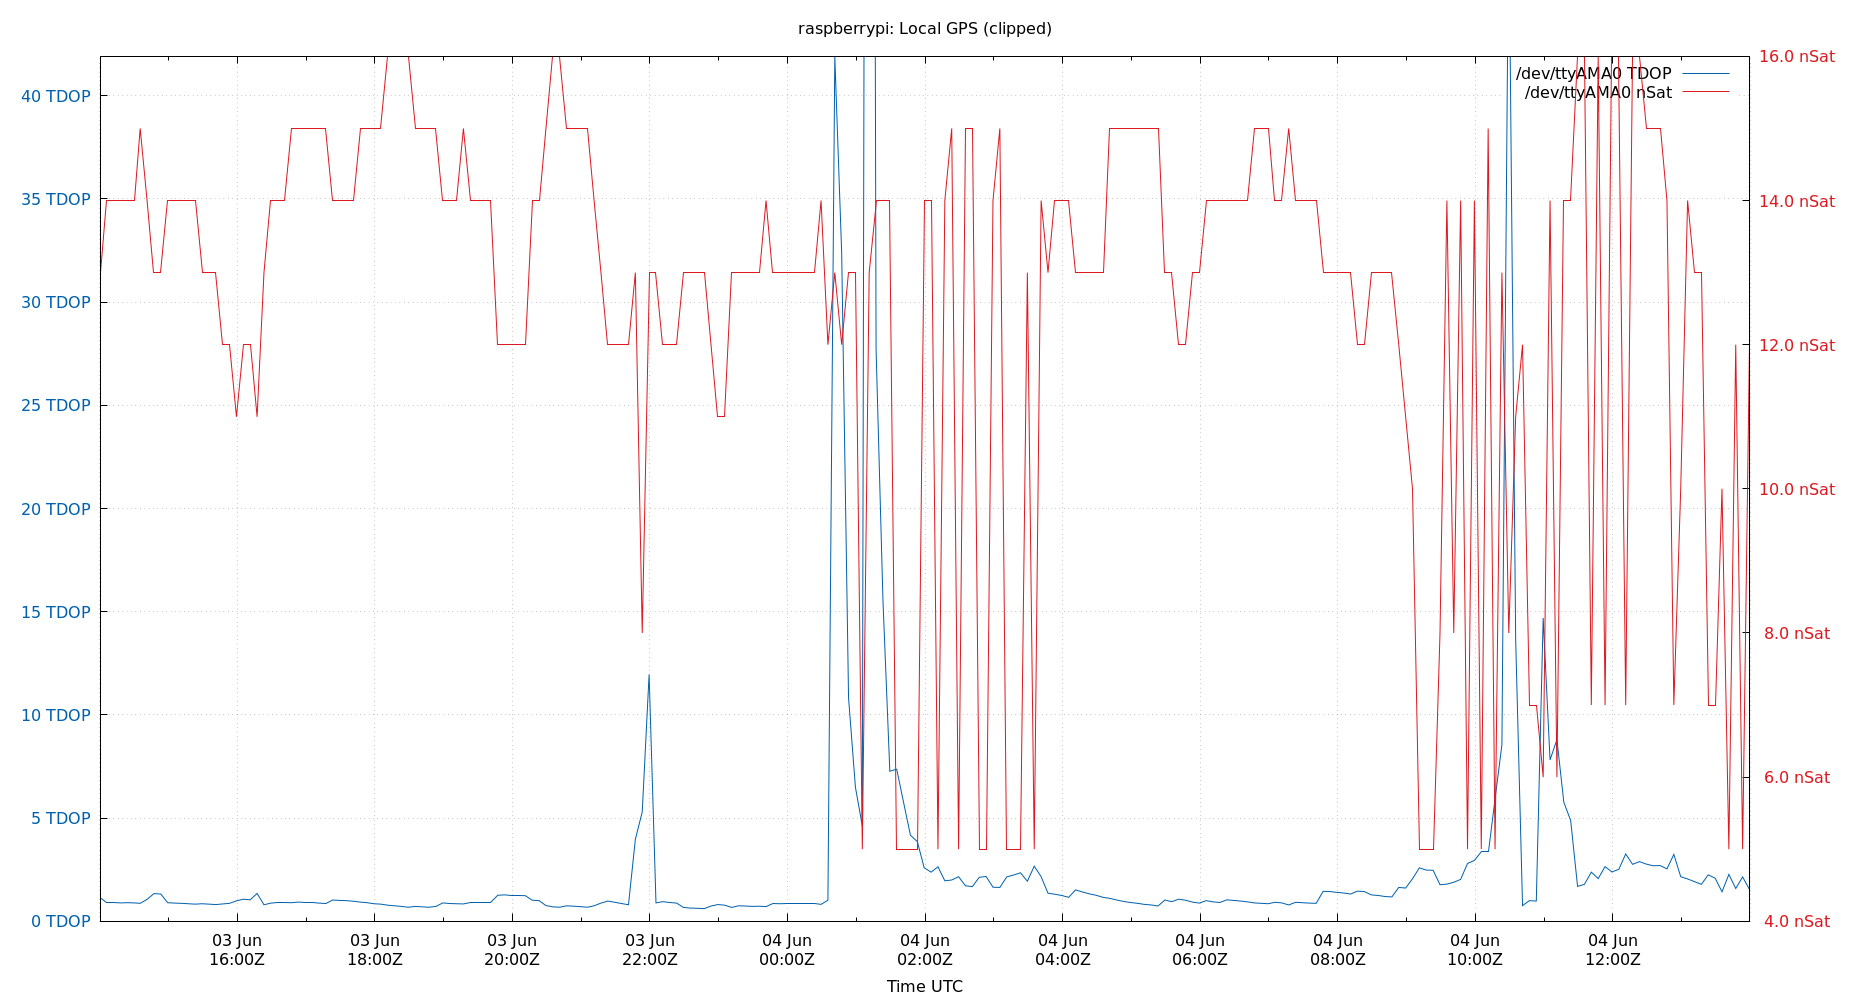 raspberrypi: Local GPS (clipped)
16.0 nSat
/dev/ttyAMA0 TDOP
/dev/ttyAMA0 nSat
40 TDOP
35 TDOP
14.0 nSat
30 TDOP
12.0 nSat
25 TDOP
10.0 nSat
20 TDOP
15 TDOP
8.0 nSat
10 TDOP
6.0 nSat
5 TDOP
0 TDOP
4.0 nSat
03 Jun
16:00Z
03 Jun
18:00Z
03 Jun
20:00Z
03 Jun
22:00Z
04 Jun
00:00Z
04 Jun
02:00Z
04 Jun
04:00Z
04 Jun
06:00Z
04 Jun
08:00Z
04 Jun
10:00Z
04 Jun
12:00Z
Time UTC